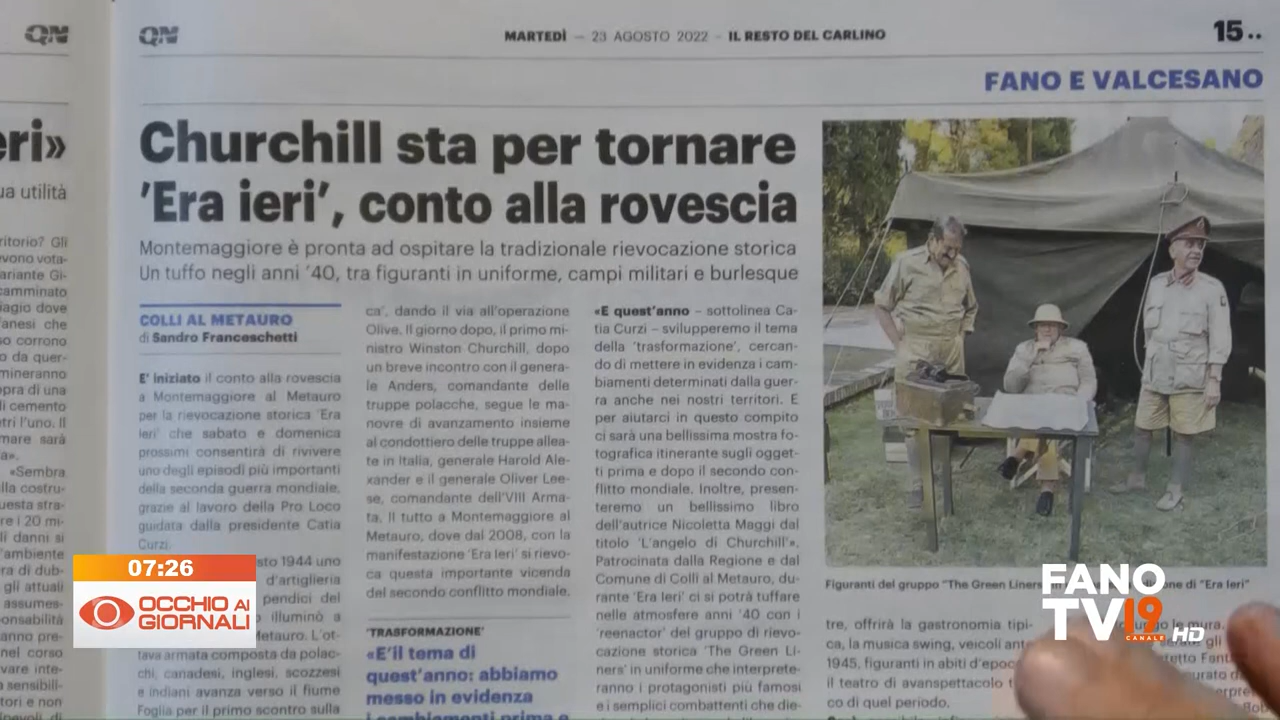 QN
QN
MARTEDÌ — 23 AGOSTO 2022 – IL RESTO DEL CARLINO
15..
FANO E VALCESANO
eri»
ua utilità
Churchill sta per tornare
'Era ieri', conto alla rovescia
Montemaggiore è pronta ad ospitare la tradizionale rievocazione storica
Un tuffo negli anni '40, tra figuranti in uniforme, campi militari e burlesque
COLLI AL METAURO
di Sandro Franceschetti
E' iniziato il conto alla rovescia
a Montemaggiore al Metauro
per la rievocazione storica 'Era
ieri' che sabato e domenica
prossimi consentirà di rivivere
uno degli episodi più importanti
della seconda guerra mondiale,
grazie al lavoro della Pro Loco
guidata dalla presidente Catia
Curzi.
sto 1944 uno
d'artiglieria
pendici del
illuminò a
Metauro. L'ot-
tava armata composta da polac-
chi, canadesi, inglesi, scozzesi
e indiani avanza verso il fiume
Foglia per il primo scontro sulla
ca', dando il via all'operazione
Olive. Il giorno dopo, il primo mi-
nistro Winston Churchill, dopo
un breve incontro con il genera-
le Anders, comandante delle
truppe polacche, segue le ma-
novre di avanzamento insieme
al condottiero delle truppe allea-
te in Italia, generale Harold Ale-
xander e il generale Oliver Lee-
se, comandante dell'VIII Arma-
ta. Il tutto a Montemaggiore al
Metauro, dove dal 2008, con la
manifestazione 'Era Ieri' si rievo-
ca questa importante vicenda
del secondo conflitto mondiale.
'TRASFORMAZIONE'
«E'il tema di
quest'anno: abbiamo
messo in evidenza
i cambiamenti prima e
«E quest'anno – sottolinea Ca-
tia Curzi – svilupperemo il tema
della 'trasformazione', cercan-
do di mettere in evidenza i cam-
biamenti determinati dalla guer-
ra anche nei nostri territori. E
per aiutarci in questo compito
ci sarà una bellissima mostra fo-
tografica itinerante sugli ogget-
ti prima e dopo il secondo con-
flitto mondiale. Inoltre, presen-
teremo un bellissimo libro
dell'autrice Nicoletta Maggi dal
titolo 'L'angelo di Churchill'».
Patrocinata dalla Regione e dal
Comune di Colli al Metauro, du-
rante 'Era Ieri' ci si potrà tuffare
nelle atmosfere anni '40 con i
'reenactor' del gruppo di rievo-
cazione storica 'The Green Li-
ners' in uniforme che interprete-
ranno i protagonisti più famosi
e i semplici combattenti che die-
Figuranti del gruppo "The Green Liners" in
ne di "Era Ieri"
tre, offrirà la gastronomia tipi-
ca, la musica swing, veicoli ante
1945, figuranti in abiti d'epoca
il teatro di avanspettacolo
co di quel periodo.
07:26
OCCHIO AI
GIORNALI
FANO
TV19
CANALE
HD